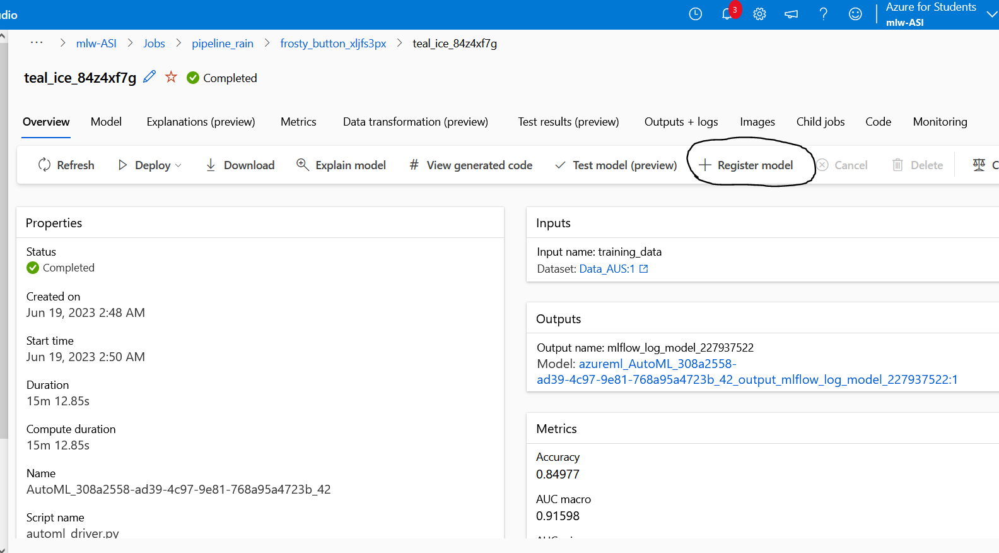 dio
3
Azure for Students
mlw-ASI
··· > mlw-ASI > Jobs > pipeline_rain > frosty_button_xljfs3px > teal_ice_84z4xf7g
teal_ice_84z4xf7g Completed
Overview Model Explanations (preview) Metrics Data transformation (preview) Test results (preview) Outputs + logs Images Child jobs Code Monitoring
Refresh Deploy Download Explain model # View generated code Test model (preview) + Register model Cancel Delete C
Properties
Status
Completed
Created on
Jun 19, 2023 2:48 AM
Start time
Jun 19, 2023 2:50 AM
Duration
15m 12.85s
Compute duration
15m 12.85s
Name
AutoML_308a2558-ad39-4c97-9e81-768a95a4723b_42
Script name
automl_driver.py
Inputs
Input name: training_data
Dataset: Data_AUS:1
Outputs
Output name: mlflow_log_model_227937522
Model: azureml_AutoML_308a2558-
ad39-4c97-9e81-768a95a4723b_42_output_mlflow_log_model_227937522:1
Metrics
Accuracy
0.84977
AUC macro
0.91598